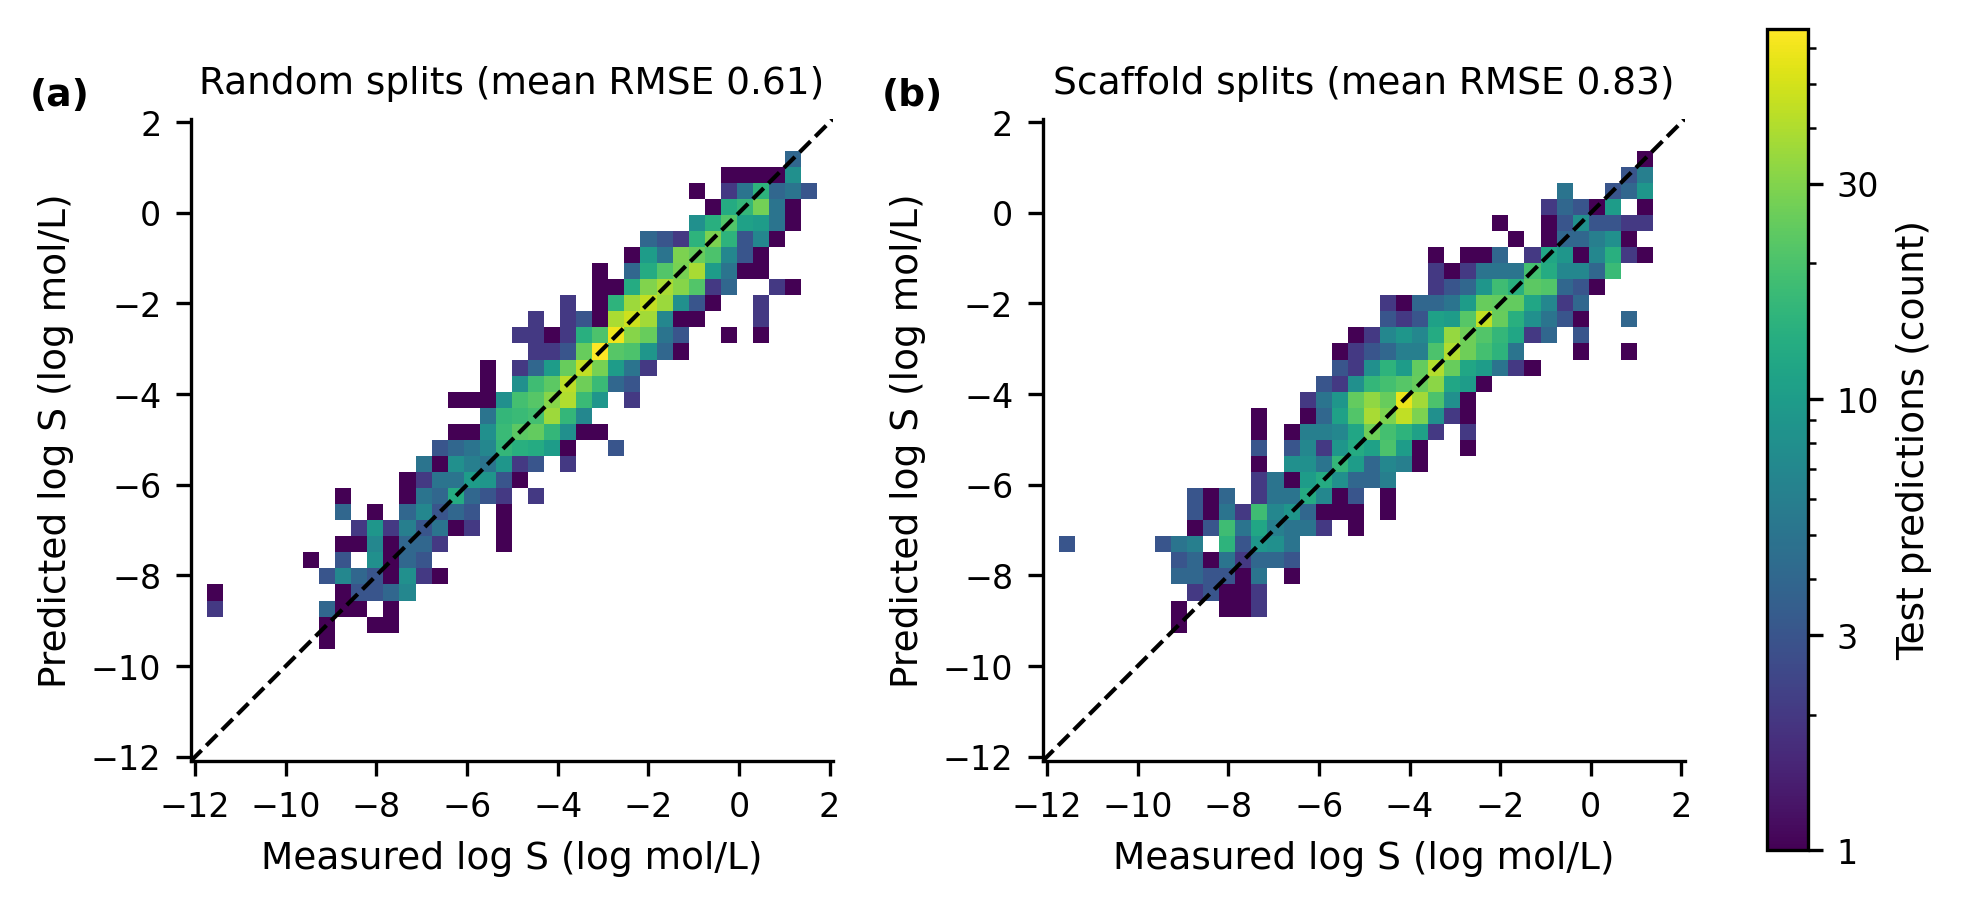 (a)
Random splits (mean RMSE 0.61)
Predicted log S (log mol/L)
2
0
−2
−4
−6
−8
−10
−12
−12 −10 −8 −6 −4 −2 0 2
Measured log S (log mol/L)
(b)
Scaffold splits (mean RMSE 0.83)
Predicted log S (log mol/L)
2
0
−2
−4
−6
−8
−10
−12
−12 −10 −8 −6 −4 −2 0 2
Measured log S (log mol/L)
30
10
3
1
Test predictions (count)